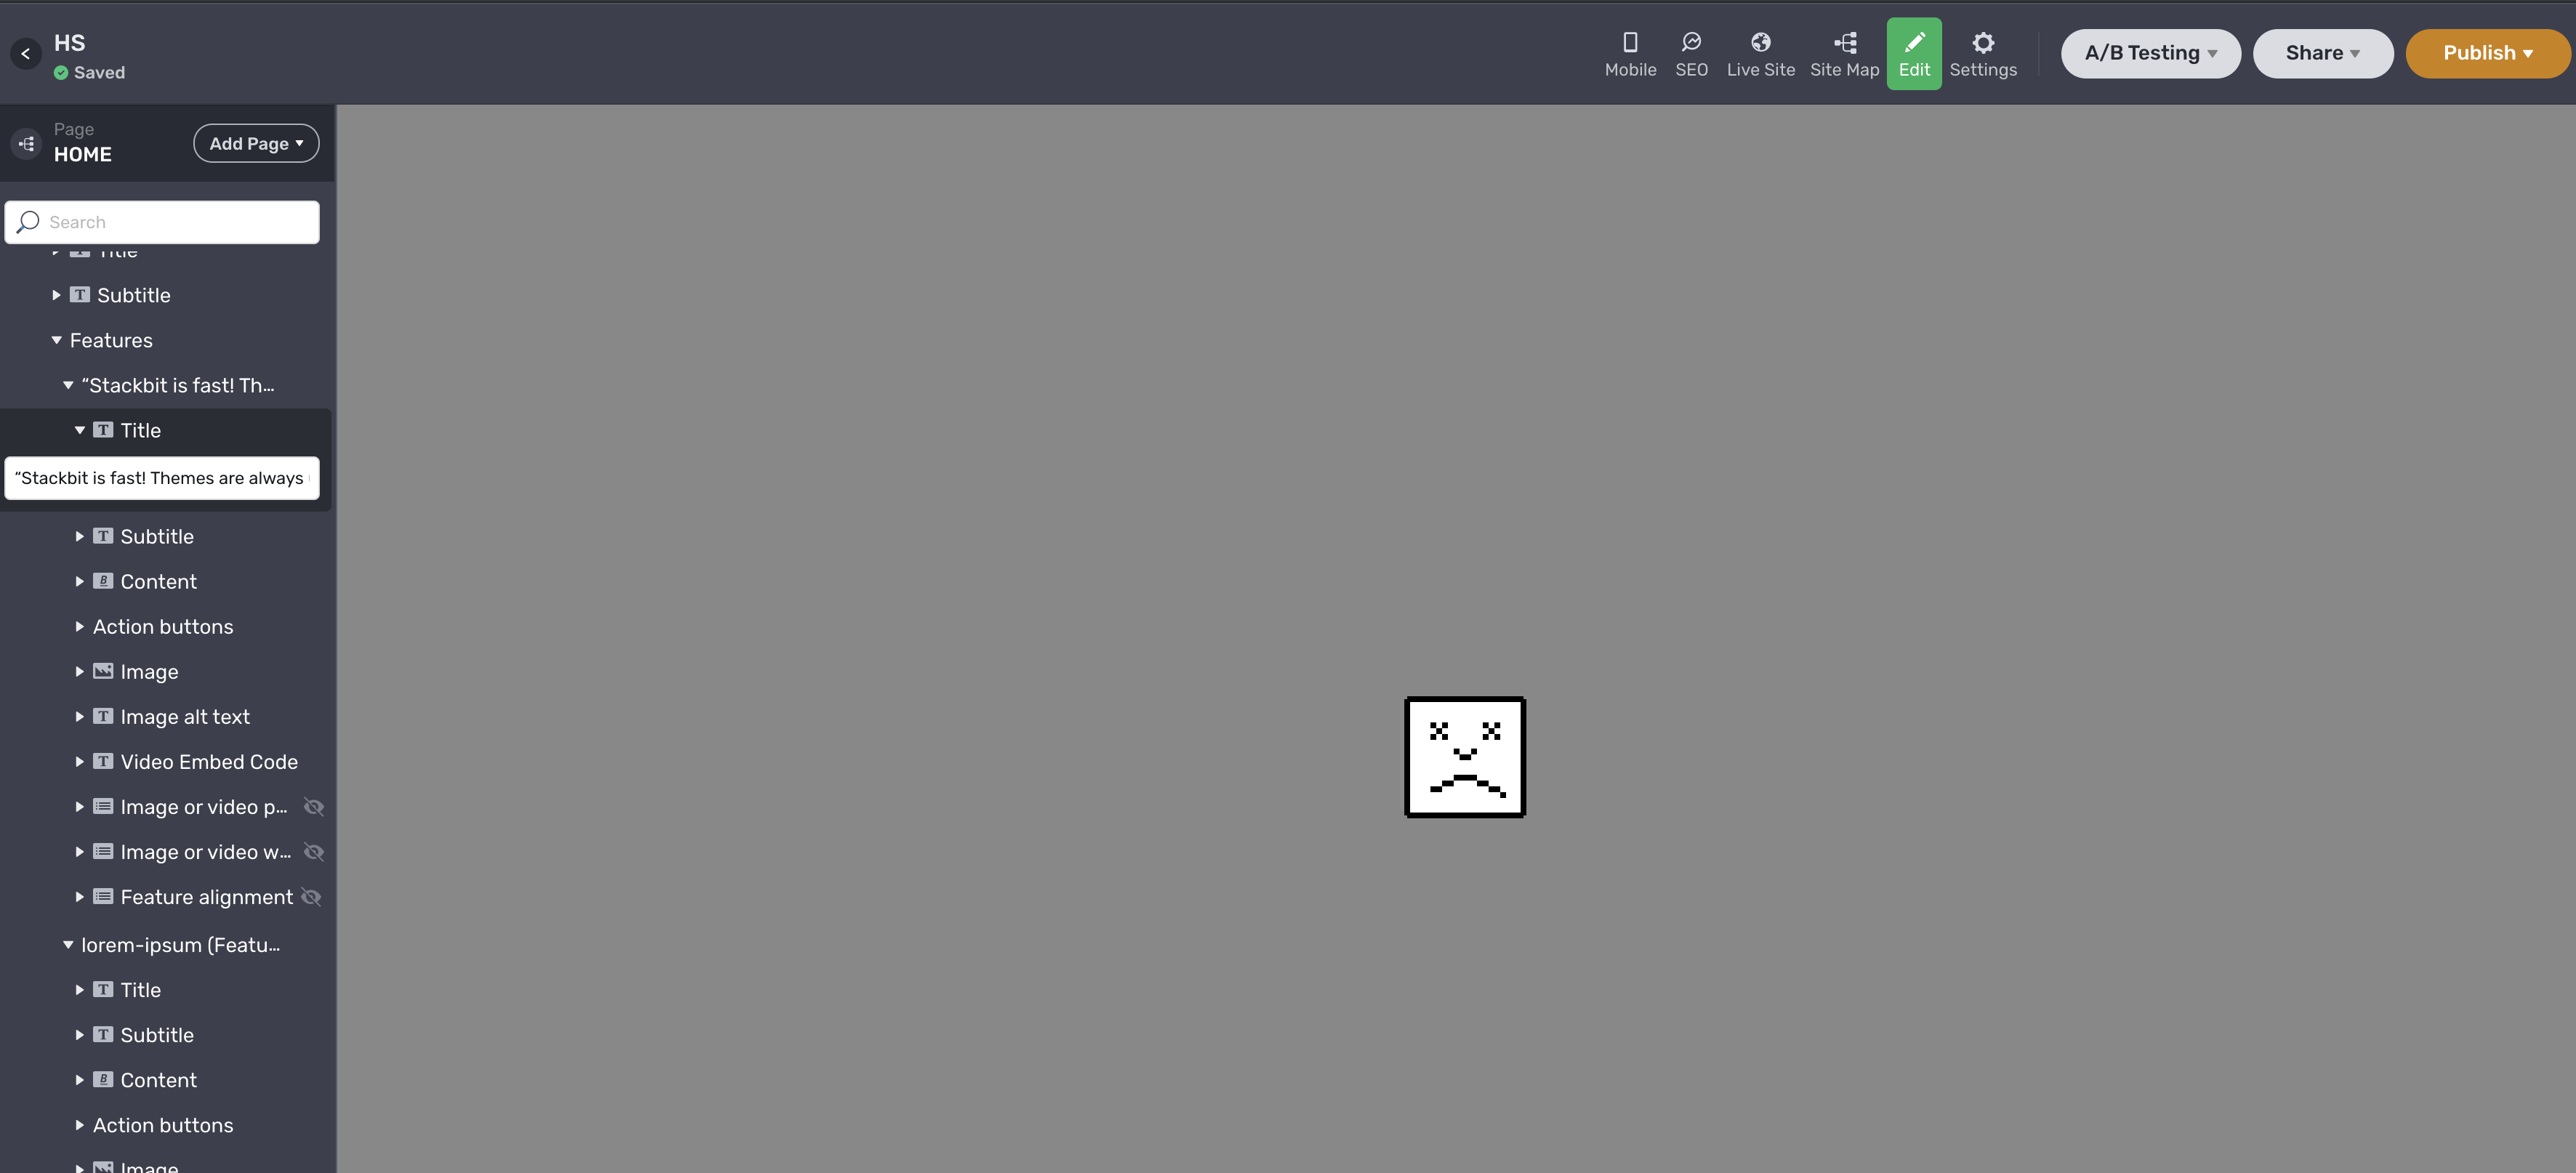 HS
Saved
Mobile
SEO
Live Site
Site Map
Edit
Settings
A/B Testing
Share
Publish
Page
HOME
Add Page
Search
Title
Subtitle
Features
“Stackbit is fast! Th...
Title
“Stackbit is fast! Themes are always
Subtitle
Content
Action buttons
Image
Image alt text
Video Embed Code
Image or video p...
Image or video w...
Feature alignment
lorem-ipsum (Featu...
Title
Subtitle
Content
Action buttons
Image